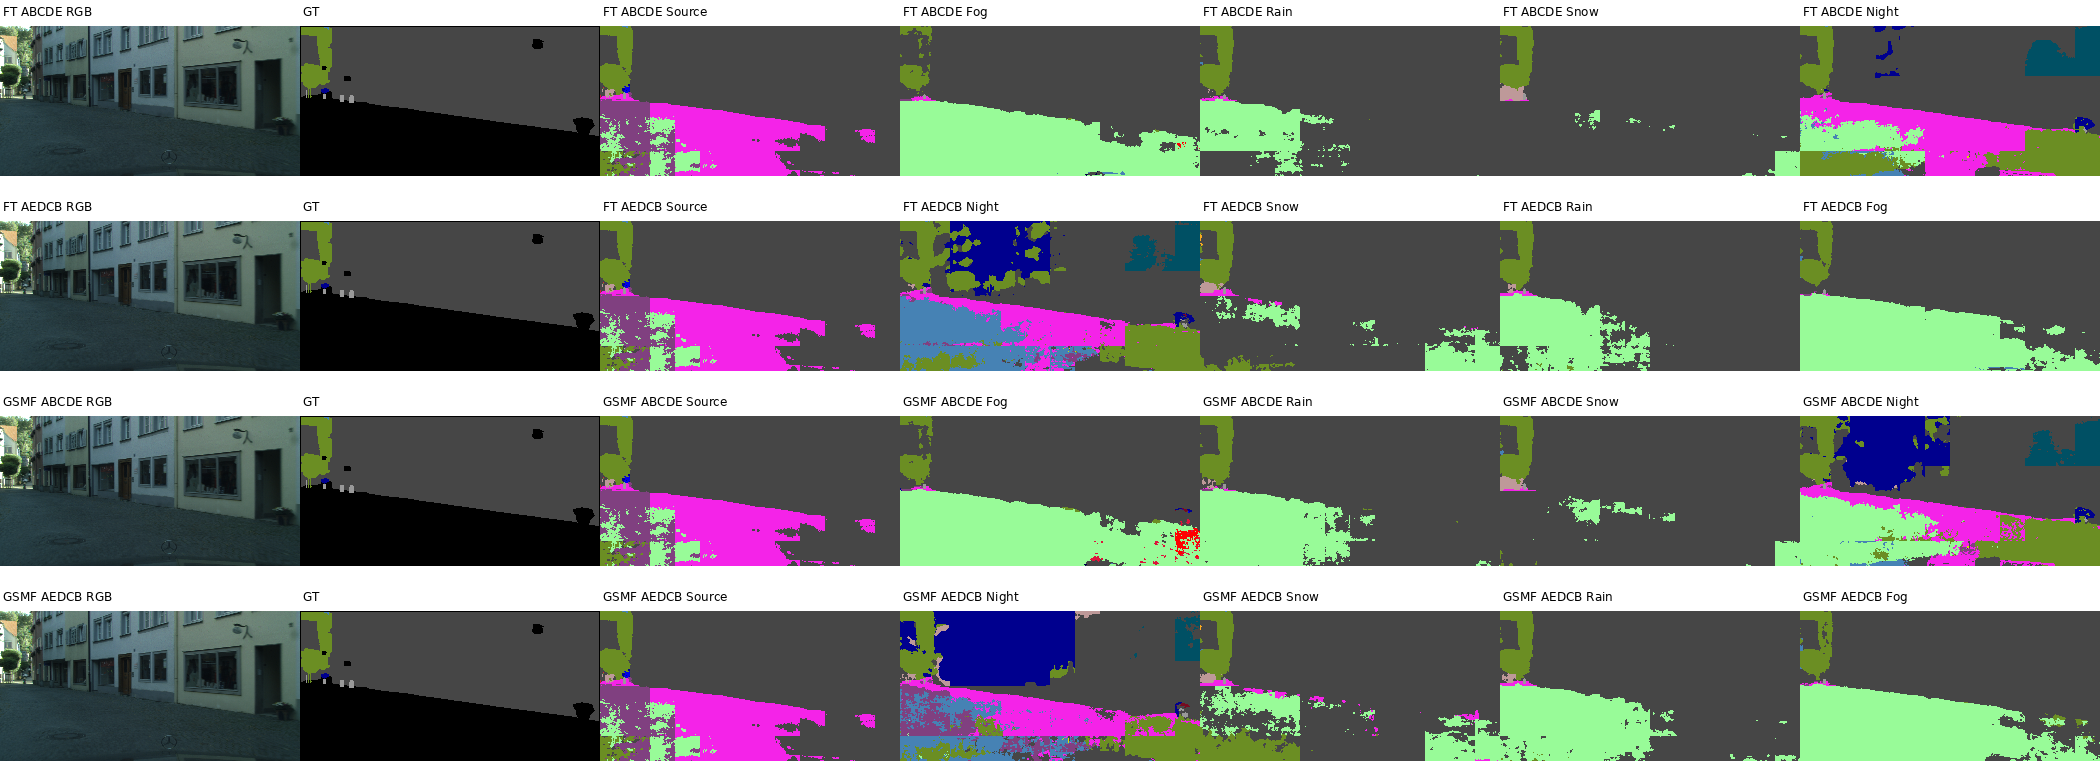 FT ABCDE RGB GT FT ABCDE Source FT ABCDE Fog FT ABCDE Rain FT ABCDE Snow FT ABCDE Night
FT AEDCB RGB GT FT AEDCB Source FT AEDCB Night FT AEDCB Snow FT AEDCB Rain FT AEDCB Fog
GSMF ABCDE RGB GT GSMF ABCDE Source GSMF ABCDE Fog GSMF ABCDE Rain GSMF ABCDE Snow GSMF ABCDE Night
GSMF AEDCB RGB GT GSMF AEDCB Source GSMF AEDCB Night GSMF AEDCB Snow GSMF AEDCB Rain GSMF AEDCB Fog